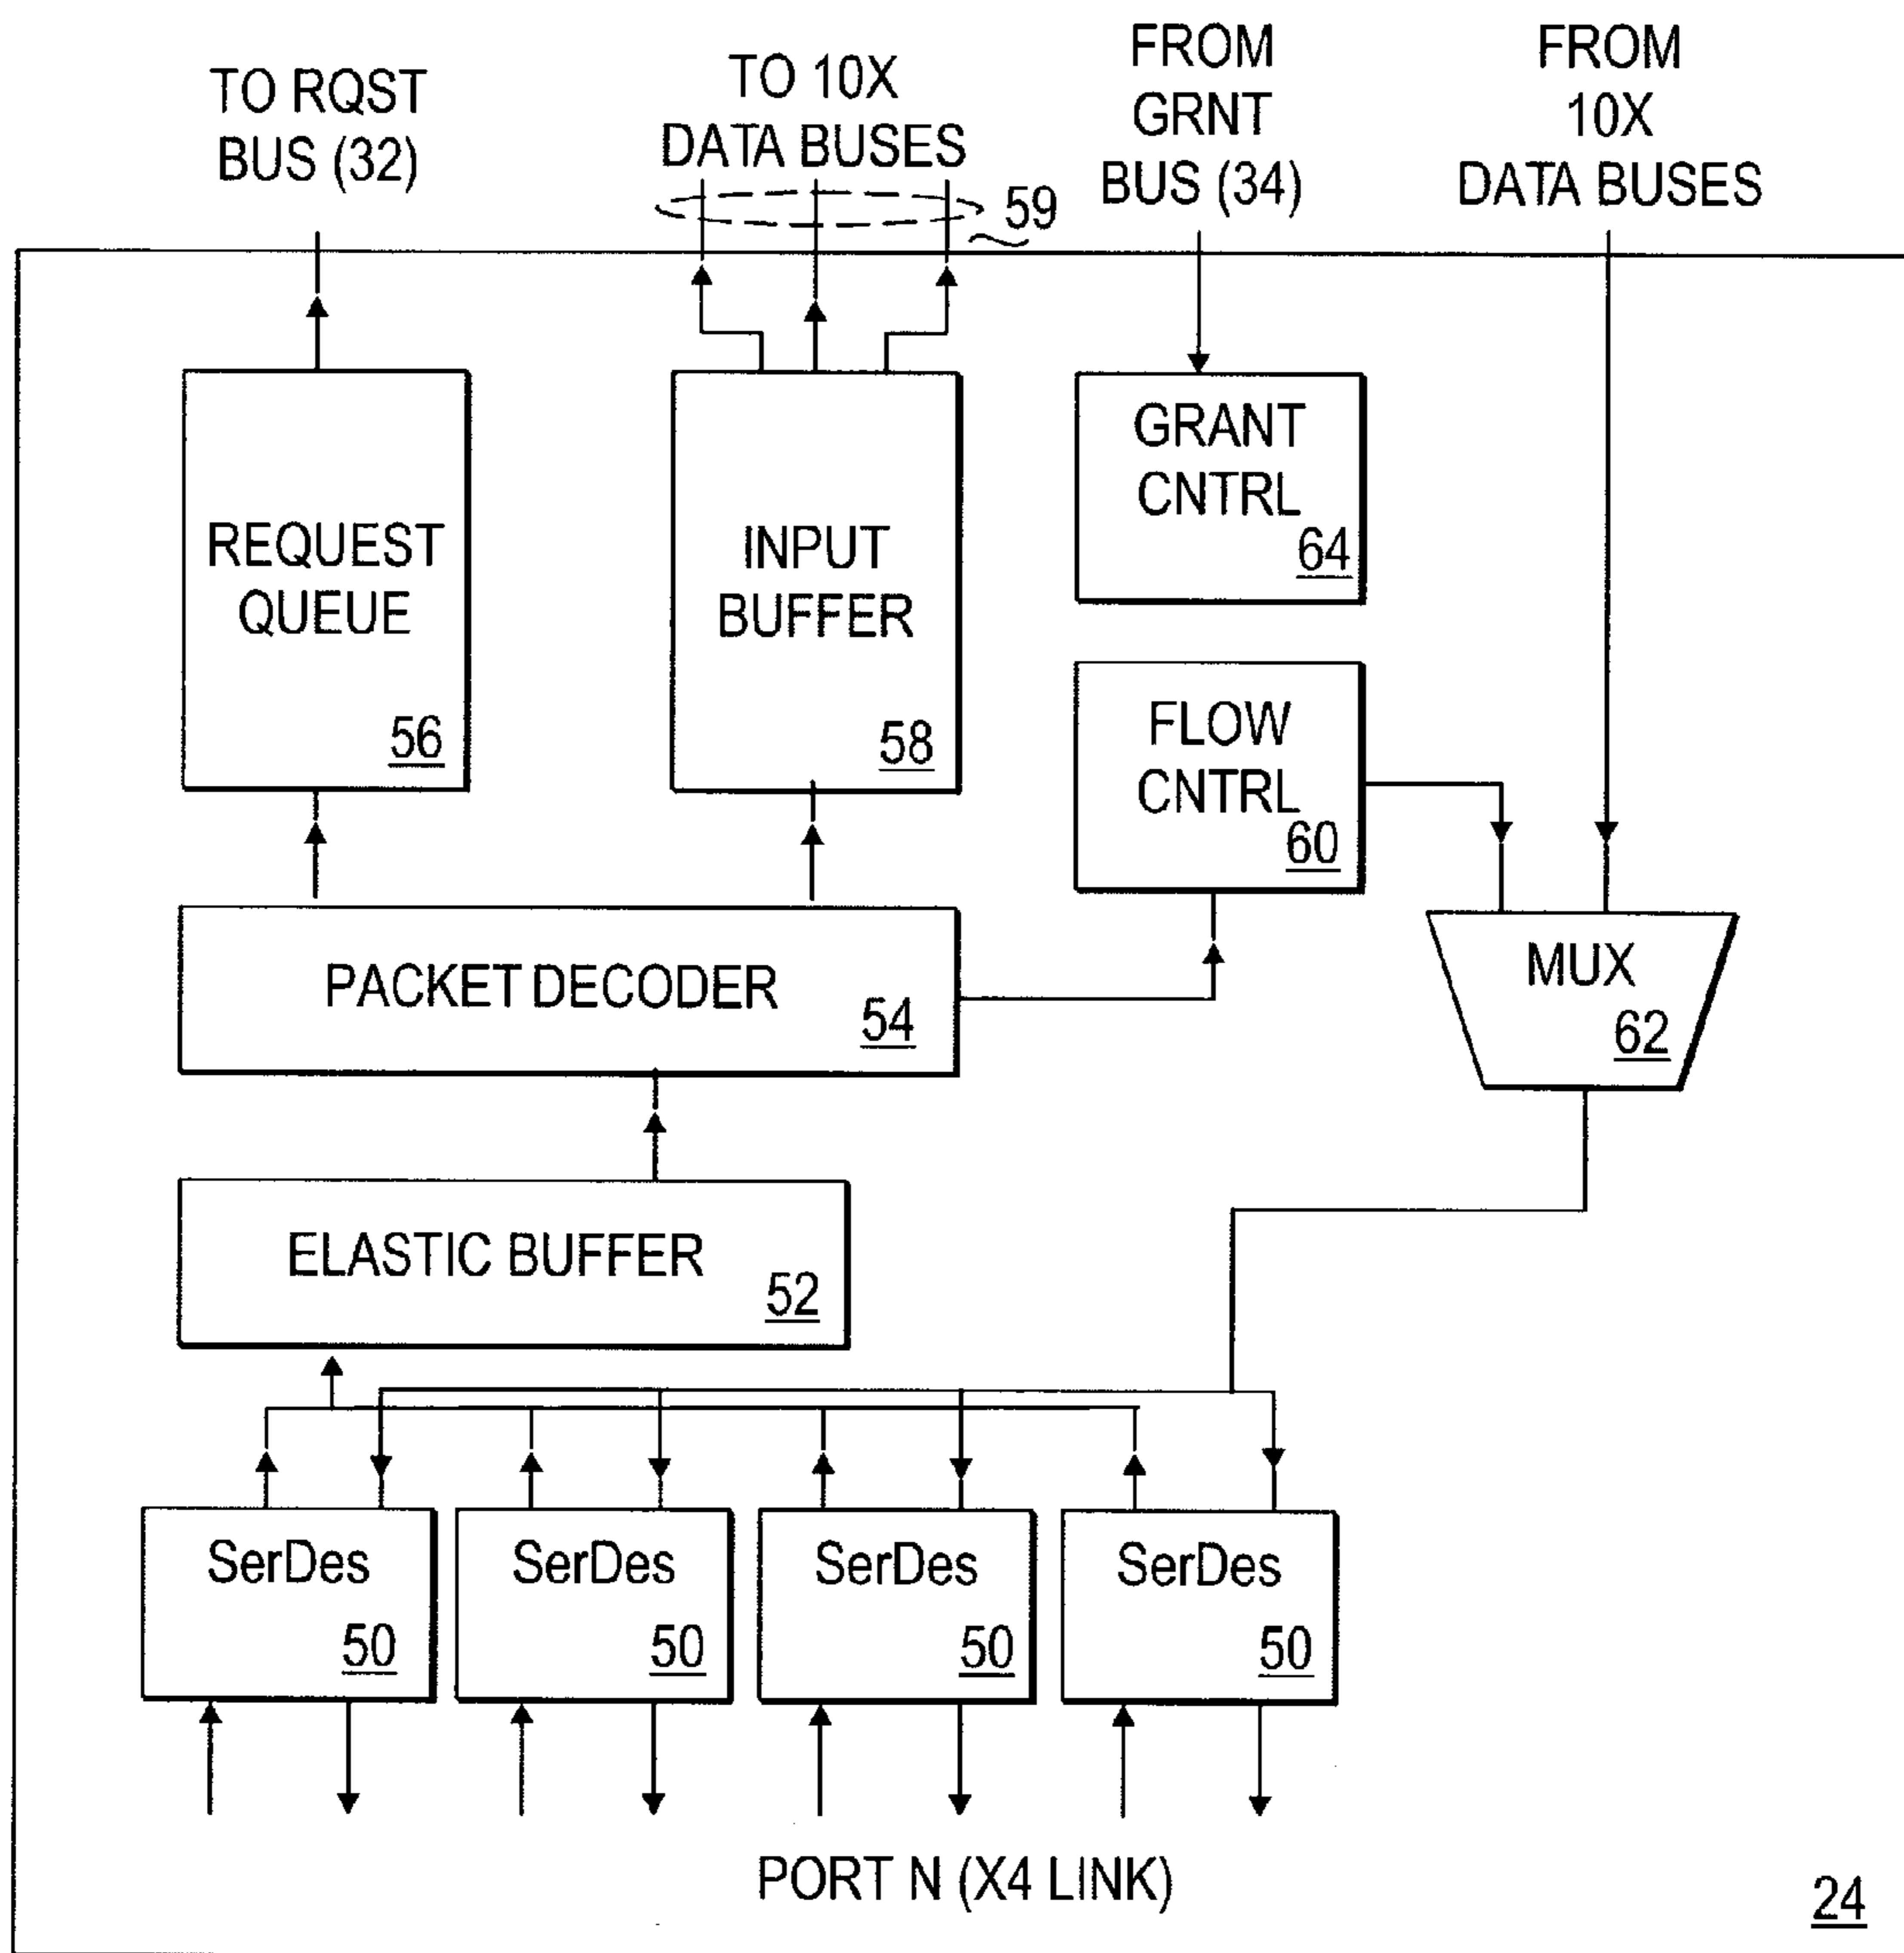 TO RQST
BUS (32)
TO 10X
DATA BUSES
FROM
GRNT
BUS (34)
FROM
10X
DATA BUSES
59
REQUEST
QUEUE
56
INPUT
BUFFER
58
GRANT
CNTRL
64
FLOW
CNTRL
60
PACKET DECODER
54
MUX
62
ELASTIC BUFFER
52
SerDes
50
SerDes
50
SerDes
50
SerDes
50
PORT N (X4 LINK)
24